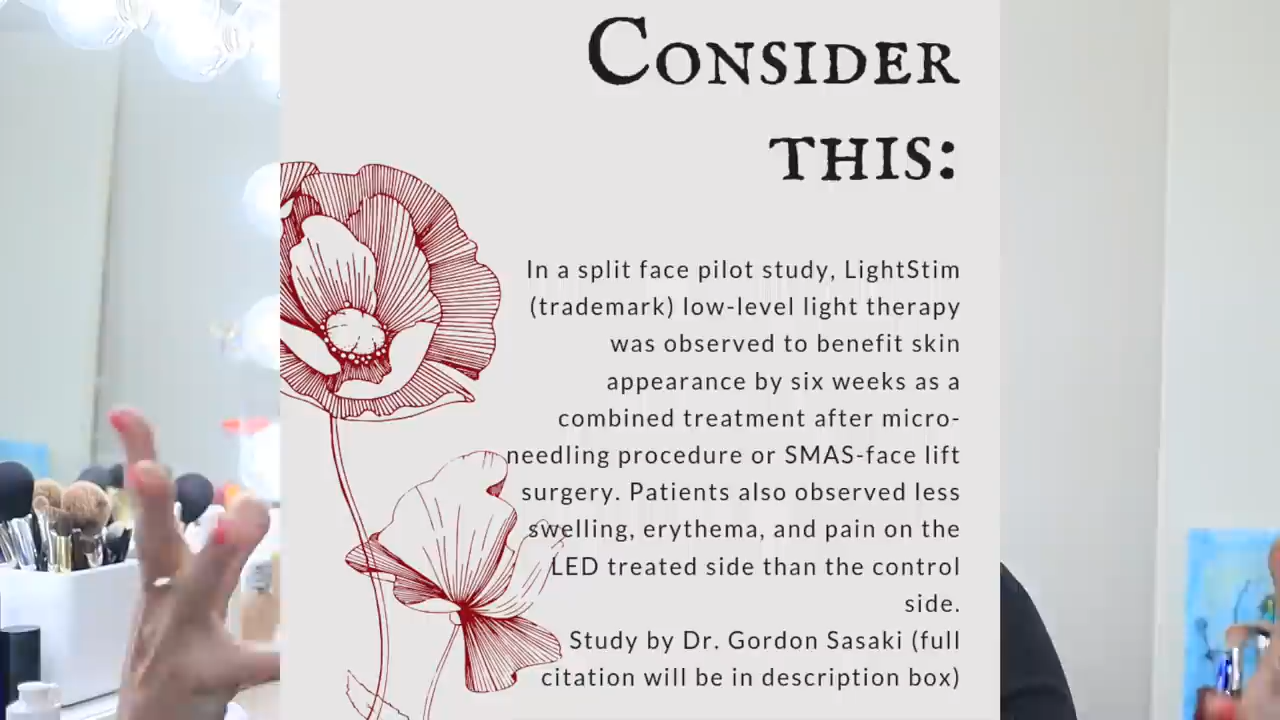 Consider
this:
In a split face pilot study, LightStim
(trademark) low-level light therapy
was observed to benefit skin
appearance by six weeks as a
combined treatment after micro-
needling procedure or SMAS-face lift
surgery. Patients also observed less
swelling, erythema, and pain on the
LED treated side than the control
side.
Study by Dr. Gordon Sasaki (full
citation will be in description box)